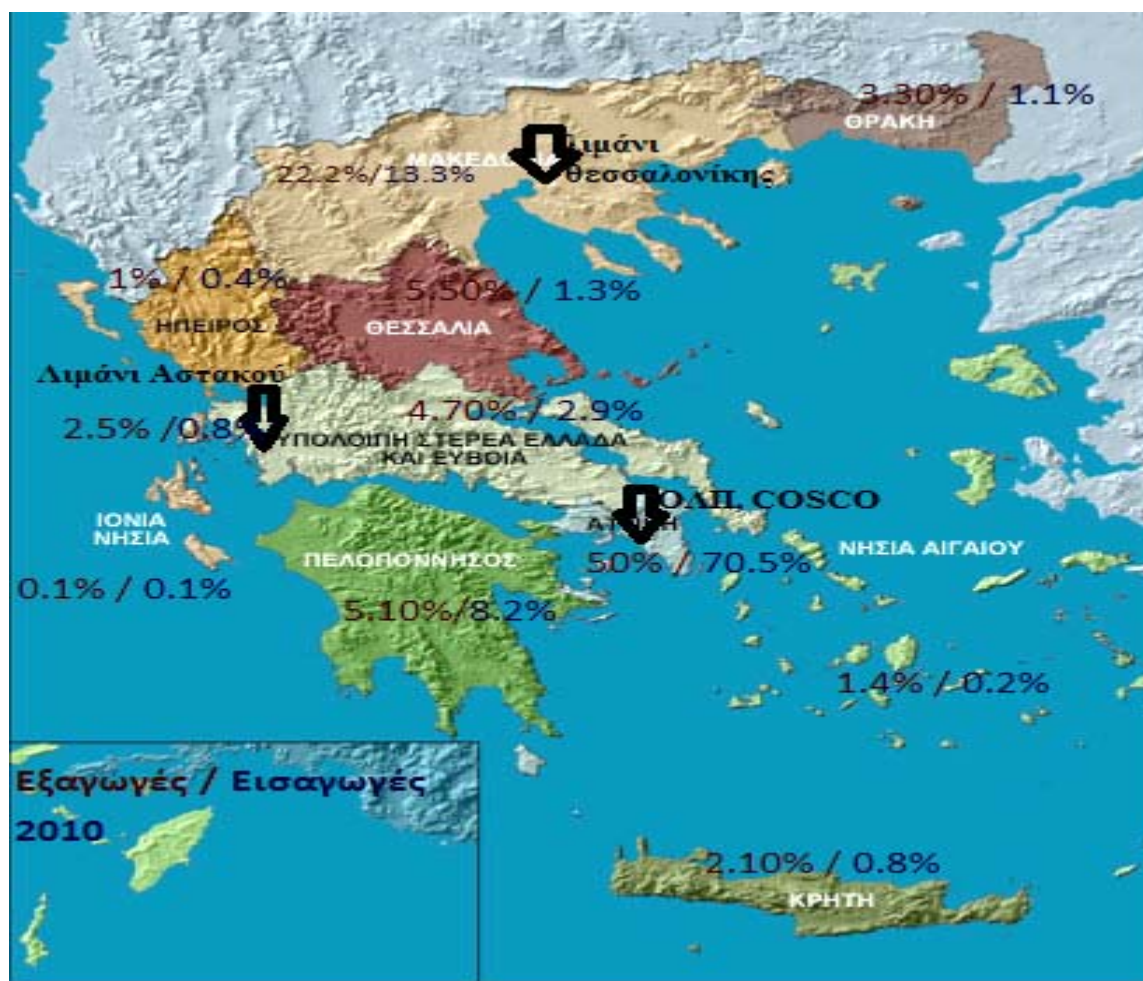 3.30% / 1.1%
ΘΡΑΚΗ
Λιμάνι
Θεσσαλονίκης
22.2%/13.3%
1% / 0.4%
5.50% / 1.3%
ΗΠΕΙΡΟΣ
ΘΕΣΣΑΛΙΑ
Λιμάνι Αστακού
2.5% /0.8%
4.70% / 2.9%
ΥΠΟΛΟΙΠΗ ΣΤΕΡΕΑ ΕΛΛΑΔΑ
ΚΑΙ ΕΥΒΟΙΑ
ΟΛΠ, COSCO
ΙΟΝΙΑ
ΝΗΣΙΑ
ΠΕΛΟΠΟΝΝΗΣΟΣ
50% / 70.5%
ΝΗΣΙΑ ΑΙΓΑΙΟΥ
0.1% / 0.1%
5.10%/8.2%
1.4% / 0.2%
Εξαγωγές / Εισαγωγές
2010
2.10% / 0.8%
ΚΡΗΤΗ